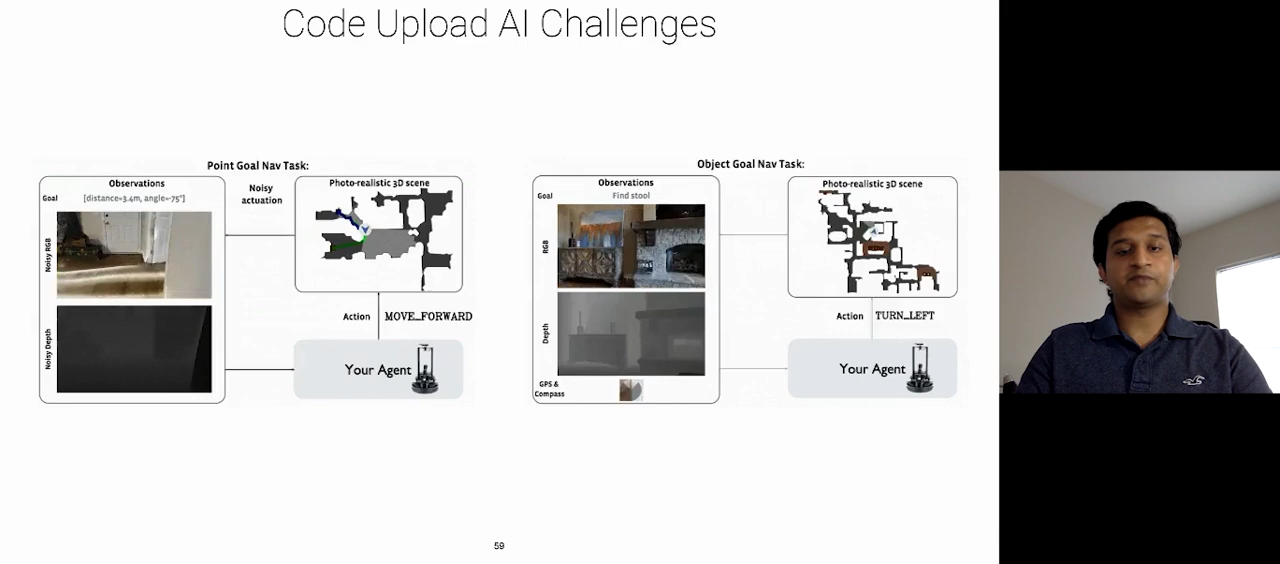 Code Upload AI Challenges
Point Goal Nav Task:
Observations
Goal
[distance=3.4m, angle=-75°]
Noisy RGB
Noisy Depth
Noisy
actuation
Photo-realistic 3D scene
Action
MOVE_FORWARD
Your Agent
Object Goal Nav Task:
Observations
Goal
Find stool
RGB
Depth
GPS &
Compass
Photo-realistic 3D scene
Action
TURN_LEFT
Your Agent
59